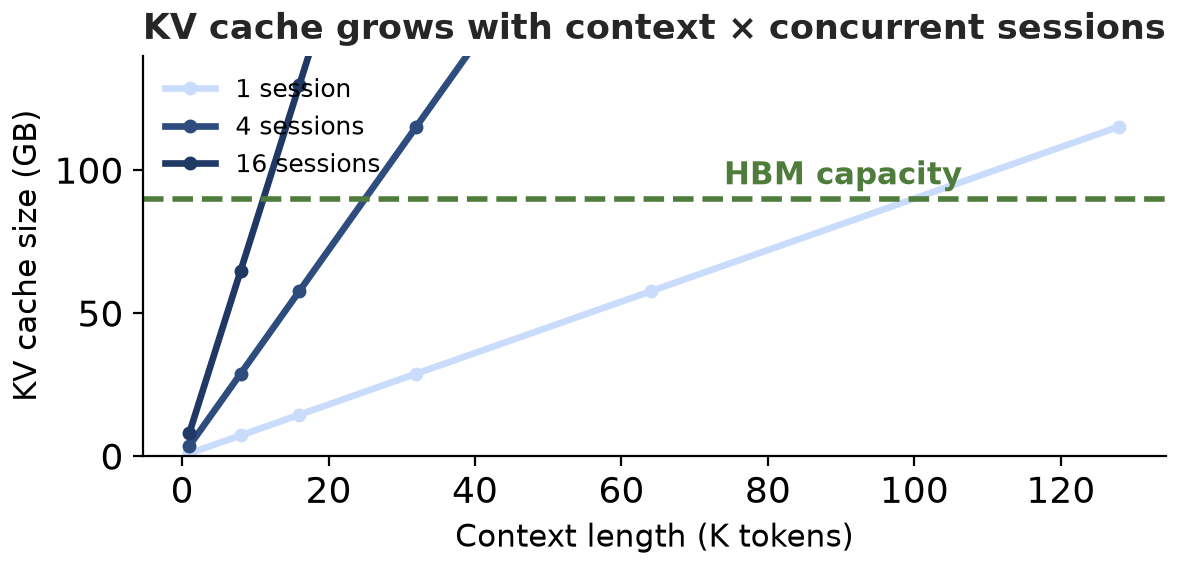 KV cache grows with context × concurrent sessions
KV cache size (GB)
100
50
0
1 session
4 sessions
16 sessions
HBM capacity
0 20 40 60 80 100 120
Context length (K tokens)